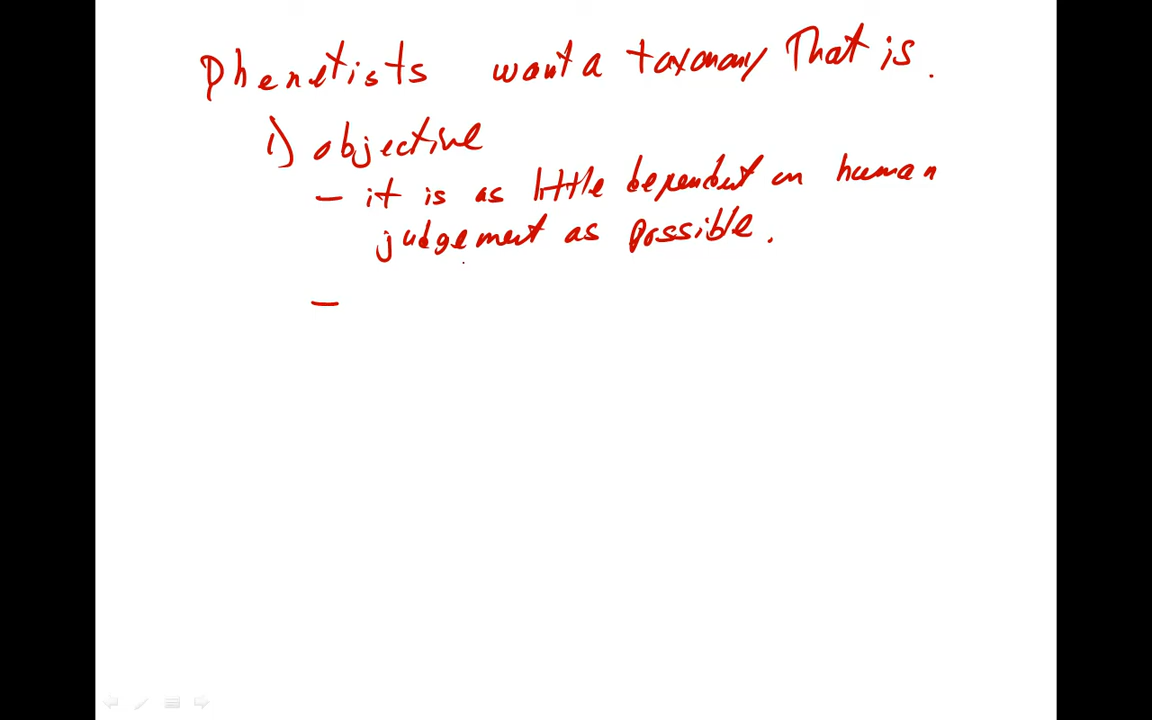 Phenetists want a taxonomy That is.
1) objective
– it is as little dependent on human
judgement as possible.
–